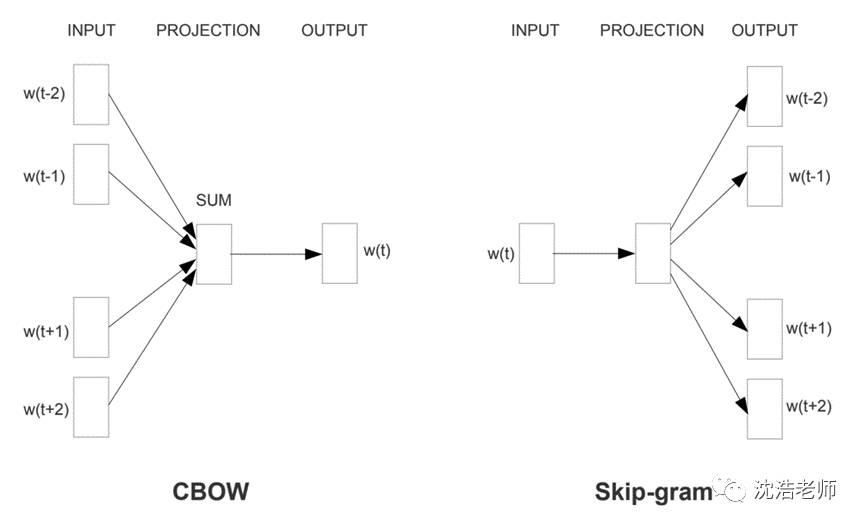 INPUT PROJECTION OUTPUT
w(t-2)
w(t-1)
SUM
w(t)
w(t+1)
w(t+2)
CBOW
INPUT PROJECTION OUTPUT
w(t-2)
w(t-1)
w(t)
w(t+1)
w(t+2)
Skip-gram
沈浩老师